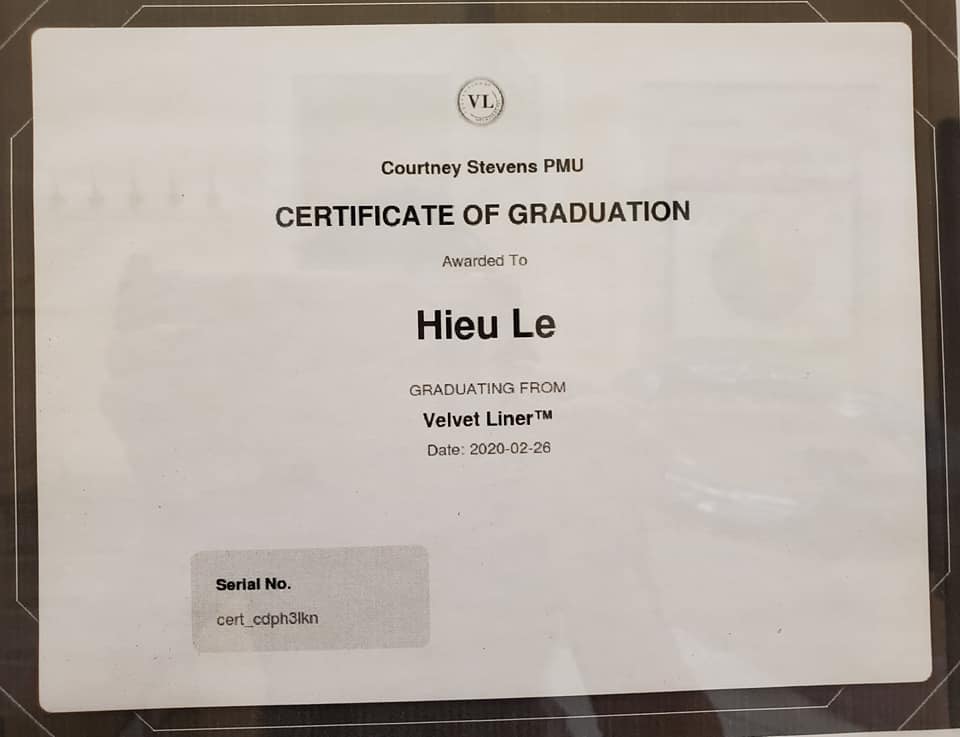 VL
Courtney Stevens PMU
CERTIFICATE OF GRADUATION
Awarded To
Hieu Le
GRADUATING FROM
Velvet Liner™
Date: 2020-02-26
Serial No.
cert_cdph3lkn